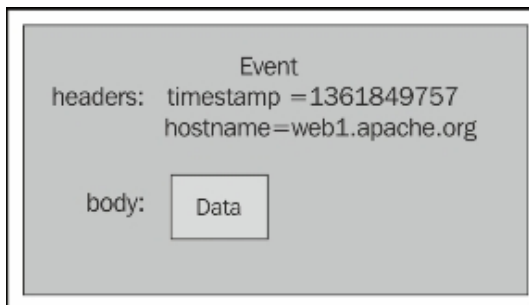 Event
headers: timestamp =1361849757
hostname=web1.apache.org
body: Data